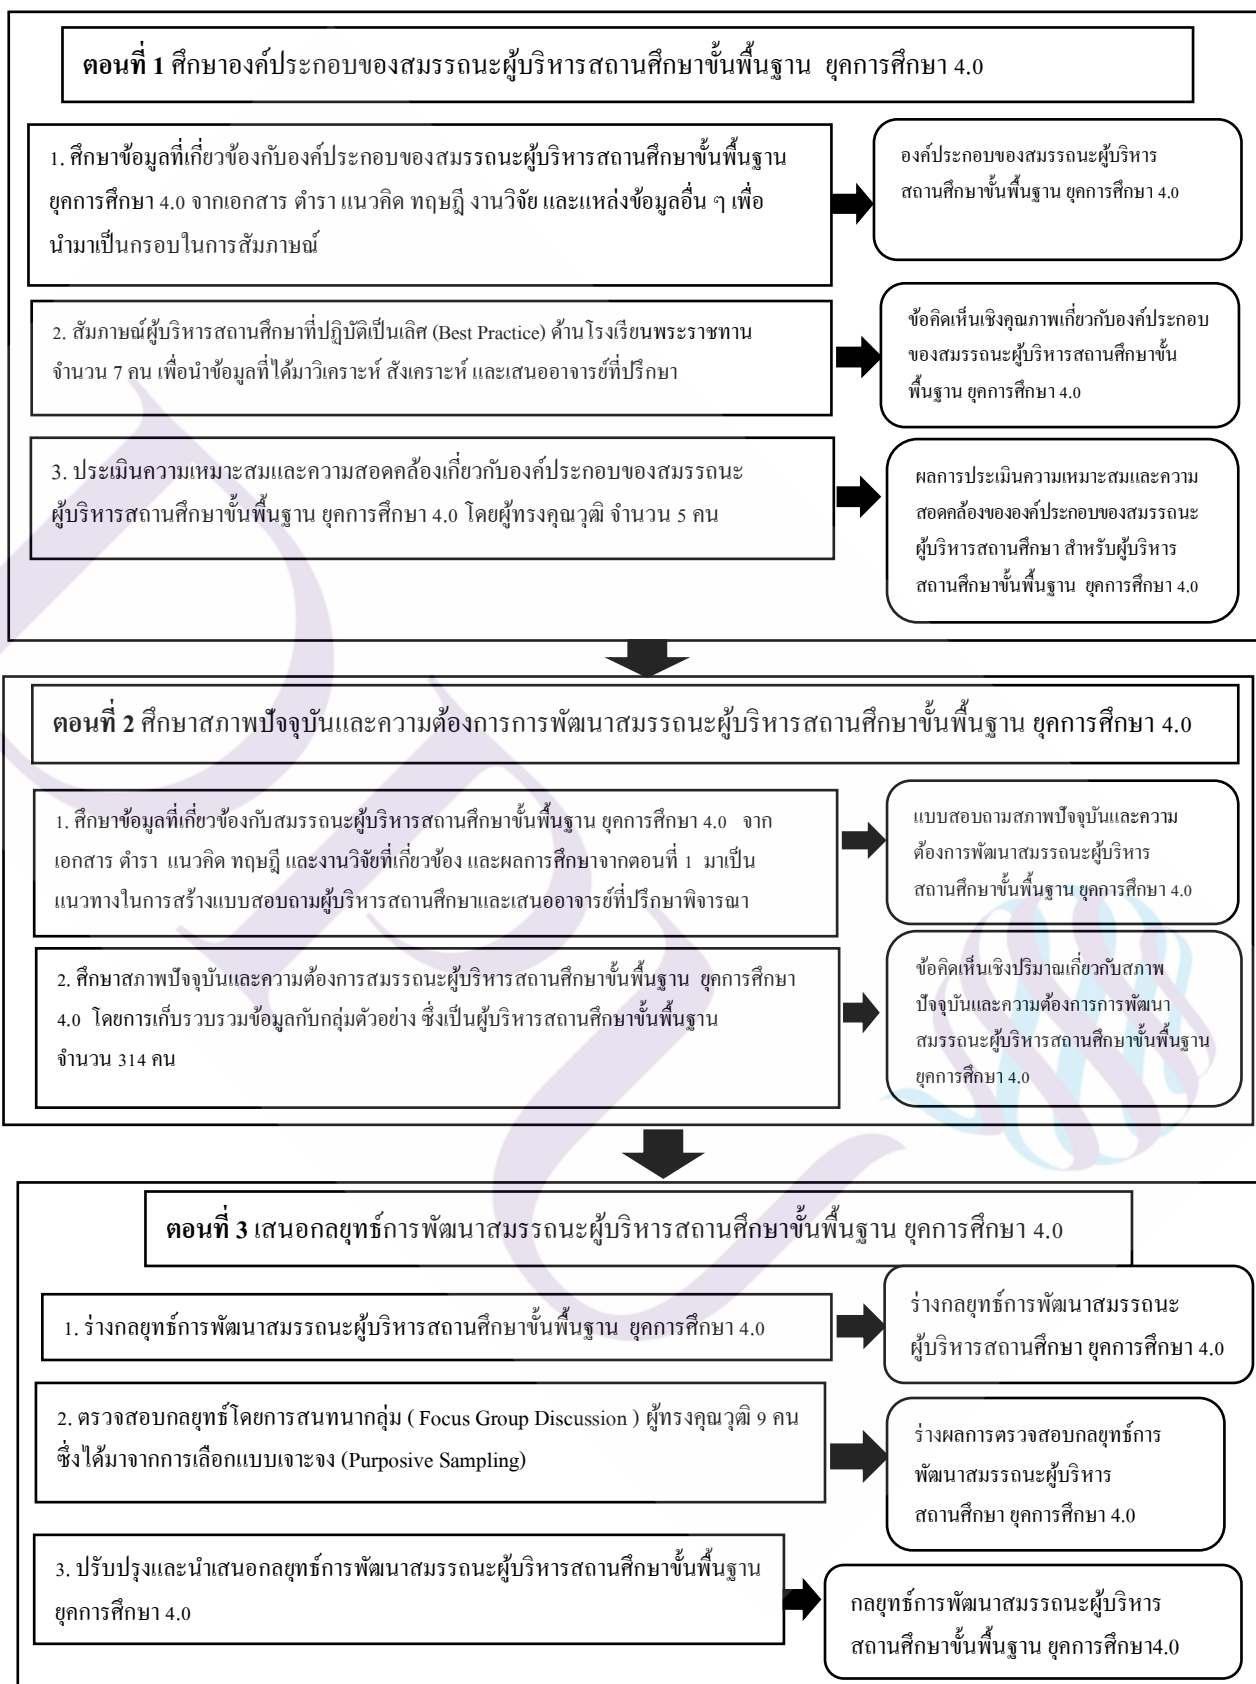 ตอนที่ 1 ศึกษาองค์ประกอบของสมรรถนะผู้บริหารสถานศึกษาขั้นพื้นฐาน ยุคการศึกษา 4.0
1. ศึกษาข้อมูลที่เกี่ยวข้องกับองค์ประกอบของสมรรถนะผู้บริหารสถานศึกษาขั้นพื้นฐาน
ยุคการศึกษา 4.0 จากเอกสาร ตำรา แนวคิด ทฤษฎี งานวิจัย และแหล่งข้อมูลอื่น ๆ เพื่อ
นำมาเป็นกรอบในการสัมภาษณ์
องค์ประกอบของสมรรถนะผู้บริหาร
สถานศึกษาขั้นพื้นฐาน ยุคการศึกษา 4.0
2. สัมภาษณ์ผู้บริหารสถานศึกษาที่ปฏิบัติเป็นเลิศ (Best Practice) ด้านโรงเรียนพระราชทาน
จำนวน 7 คน เพื่อนำข้อมูลที่ได้มาวิเคราะห์ สังเคราะห์ และเสนออาจารย์ที่ปรึกษา
ข้อคิดเห็นเชิงคุณภาพเกี่ยวกับองค์ประกอบ
ของสมรรถนะผู้บริหารสถานศึกษาขั้น
พื้นฐาน ยุคการศึกษา 4.0
3. ประเมินความเหมาะสมและความสอดคล้องเกี่ยวกับองค์ประกอบของสมรรถนะ
ผู้บริหารสถานศึกษาขั้นพื้นฐาน ยุคการศึกษา 4.0 โดยผู้ทรงคุณวุฒิ จำนวน 5 คน
ผลการประเมินความเหมาะสมและความ
สอดคล้องขององค์ประกอบของสมรรถนะ
ผู้บริหารสถานศึกษา สำหรับผู้บริหาร
สถานศึกษาขั้นพื้นฐาน ยุคการศึกษา 4.0
ตอนที่ 2 ศึกษาสภาพปัจจุบันและความต้องการการพัฒนาสมรรถนะผู้บริหารสถานศึกษาขั้นพื้นฐาน ยุคการศึกษา 4.0
1. ศึกษาข้อมูลที่เกี่ยวข้องกับสมรรถนะผู้บริหารสถานศึกษาขั้นพื้นฐาน ยุคการศึกษา 4.0 จาก
เอกสาร ตำรา แนวคิด ทฤษฎี และงานวิจัยที่เกี่ยวข้อง และผลการศึกษาจากตอนที่ 1 มาเป็น
แนวทางในการสร้างแบบสอบถามผู้บริหารสถานศึกษาและเสนออาจารย์ที่ปรึกษาพิจารณา
แบบสอบถามสภาพปัจจุบันและความ
ต้องการพัฒนาสมรรถนะผู้บริหาร
สถานศึกษาขั้นพื้นฐาน ยุคการศึกษา 4.0
2. ศึกษาสภาพปัจจุบันและความต้องการสมรรถนะผู้บริหารสถานศึกษาขั้นพื้นฐาน ยุคการศึกษา
4.0 โดยการเก็บรวบรวมข้อมูลกับกลุ่มตัวอย่าง ซึ่งเป็นผู้บริหารสถานศึกษาขั้นพื้นฐาน
จำนวน 314 คน
ข้อคิดเห็นเชิงปริมาณเกี่ยวกับสภาพ
ปัจจุบันและความต้องการการพัฒนา
สมรรถนะผู้บริหารสถานศึกษาขั้นพื้นฐาน
ยุคการศึกษา 4.0
ตอนที่ 3 เสนอกลยุทธ์การพัฒนาสมรรถนะผู้บริหารสถานศึกษาขั้นพื้นฐาน ยุคการศึกษา 4.0
1. ร่างกลยุทธ์การพัฒนาสมรรถนะผู้บริหารสถานศึกษาขั้นพื้นฐาน ยุคการศึกษา 4.0
ร่างกลยุทธ์การพัฒนาสมรรถนะ
ผู้บริหารสถานศึกษา ยุคการศึกษา 4.0
2. ตรวจสอบกลยุทธ์โดยการสนทนากลุ่ม ( Focus Group Discussion ) ผู้ทรงคุณวุฒิ 9 คน
ซึ่งได้มาจากการเลือกแบบเจาะจง (Purposive Sampling)
ร่างผลการตรวจสอบกลยุทธ์การ
พัฒนาสมรรถนะผู้บริหาร
สถานศึกษา ยุคการศึกษา 4.0
3. ปรับปรุงและนำเสนอกลยุทธ์การพัฒนาสมรรถนะผู้บริหารสถานศึกษาขั้นพื้นฐาน
ยุคการศึกษา 4.0
กลยุทธ์การพัฒนาสมรรถนะผู้บริหาร
สถานศึกษาขั้นพื้นฐาน ยุคการศึกษา4.0
DPU